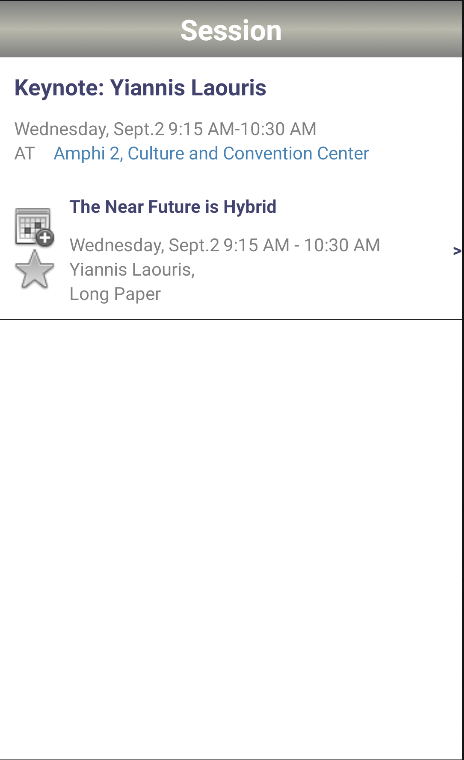 Session
Keynote: Yiannis Laouris
Wednesday, Sept.2 9:15 AM-10:30 AM
AT Amphi 2, Culture and Convention Center
The Near Future is Hybrid
Wednesday, Sept.2 9:15 AM - 10:30 AM
>
Yiannis Laouris,
Long Paper